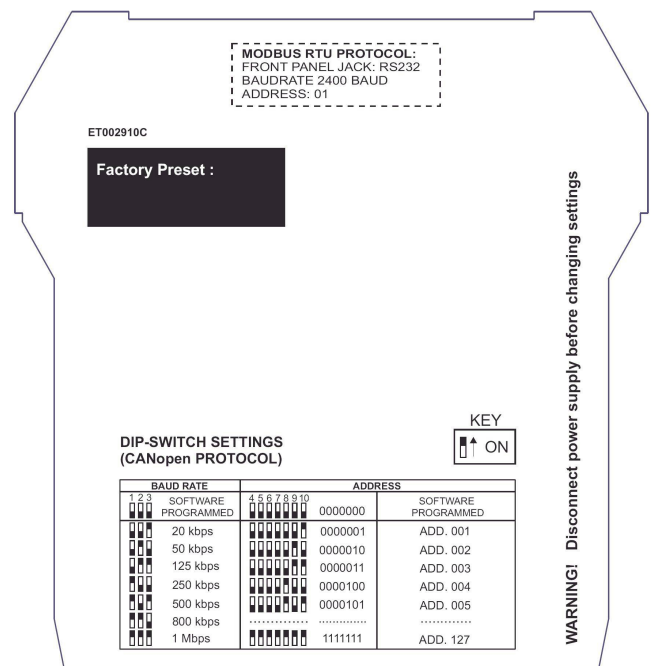 MODBUS RTU PROTOCOL:
FRONT PANEL JACK: RS232
BAUDRATE 2400 BAUD
ADDRESS: 01
ET002910C
Factory Preset :
WARNING! Disconnect power supply before changing settings
KEY
ON
DIP-SWITCH SETTINGS
(CANopen PROTOCOL)
BAUD RATE ADDRESS
1 2 3 SOFTWARE PROGRAMMED 4 5 6 7 8 9 10 0000000 SOFTWARE PROGRAMMED
20 kbps 0000001 ADD. 001
50 kbps 0000010 ADD. 002
125 kbps 0000011 ADD. 003
250 kbps 0000100 ADD. 004
500 kbps 0000101 ADD. 005
800 kbps .............. ............. .............
1 Mbps 1111111 ADD. 127